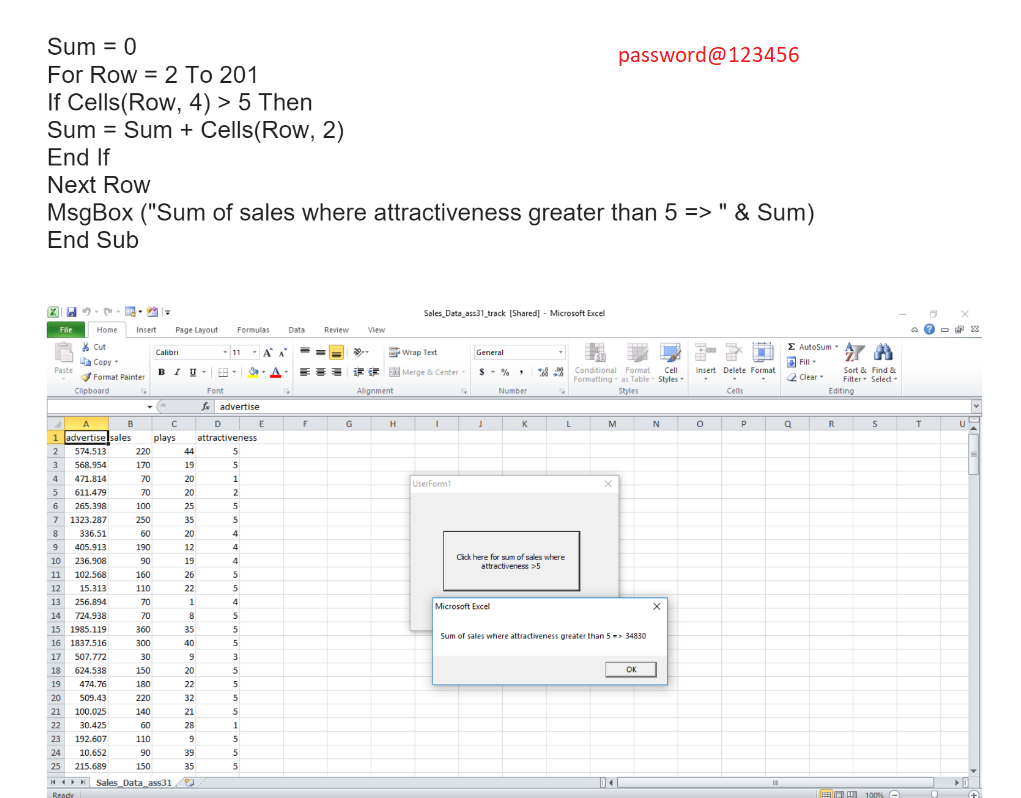 Sum = 0
password@123456
For Row = 2 To 201
If Cells(Row, 4) > 5 Then
Sum = Sum + Cells(Row, 2)
End If
Next Row
MsgBox ("Sum of sales where attractiveness greater than 5 => " & Sum)
End Sub
Sales_Data_ass31_track [Shared] - Microsoft Excel
File Home Insert Page Layout Formulas Data Review View
Cut Calibri 11 Wrap Text General AutoSum
Paste Copy Fill
Format Painter Merge & Center Conditional Formatting Format as Table Cell Styles Insert Delete Format Clear Sort & Filter Find & Select
Clipboard Font Alignment Number Styles Cells Editing
fx advertise
A B C D E F G H I J K L M N O P Q R S T U
1 advertise sales plays attractiveness
2 574.513 220 44 5
3 568.954 170 19 5
4 471.814 70 20 1
5 611.479 70 20 2
6 265.398 100 25 5
7 1323.287 250 35 5
8 336.51 60 20 4
9 405.913 190 12 4
10 236.908 90 19 4
11 102.568 160 26 5
12 15.313 110 22 5
13 256.894 70 1 4
14 724.938 70 8 5
15 1985.119 360 35 5
16 1837.516 300 40 5
17 507.772 30 9 3
18 624.538 150 20 5
19 474.76 180 22 5
20 509.43 220 32 5
21 100.025 140 21 5
22 30.425 60 28 1
23 192.607 110 9 5
24 10.652 90 39 5
25 215.689 150 35 5
UserForm1
Click here for sum of sales where
attractiveness >5
Microsoft Excel
Sum of sales where attractiveness greater than 5 => 34830
OK
Sales_Data_ass31
Ready 100%